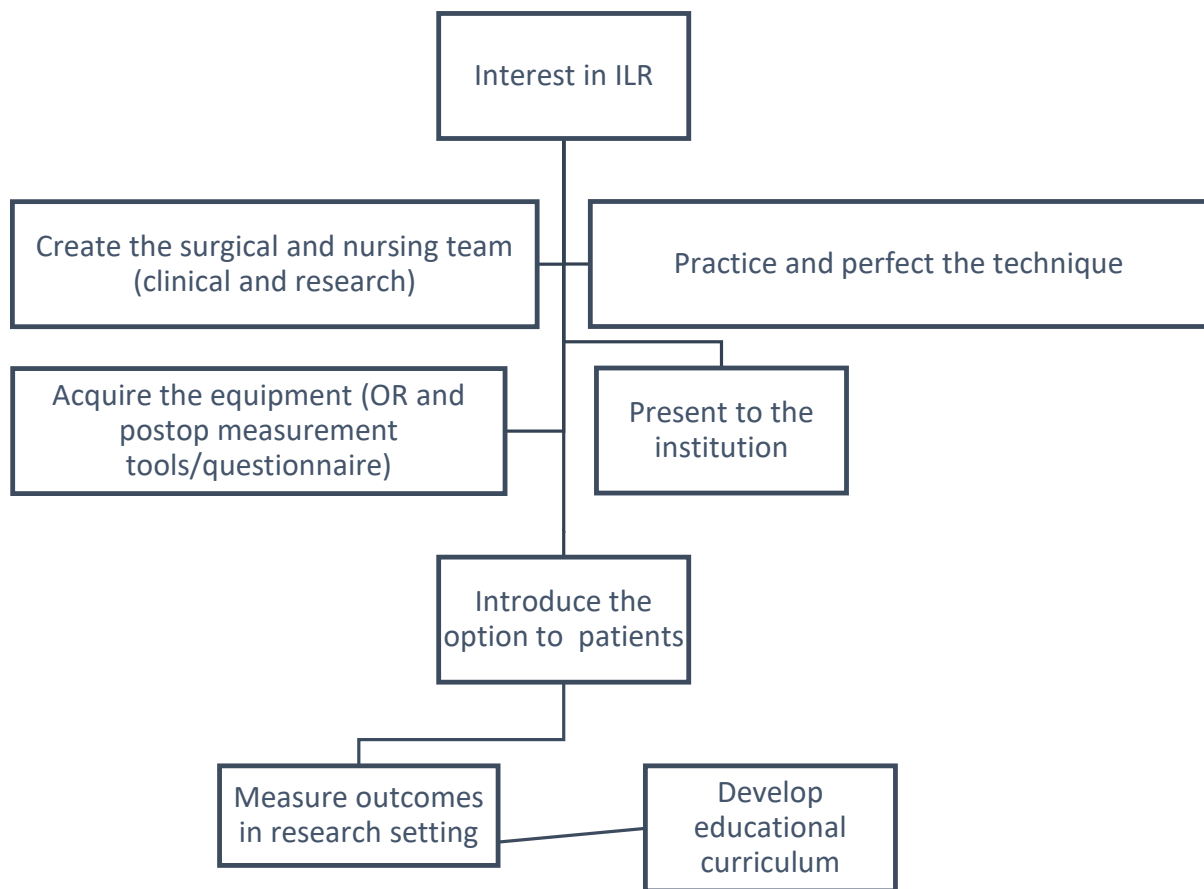 Interest in ILR
Create the surgical and nursing team
(clinical and research)
Practice and perfect the technique
Acquire the equipment (OR and
postop measurement
tools/questionnaire)
Present to the
institution
Introduce the
option to  patients
Measure outcomes
in research setting
Develop
educational
curriculum